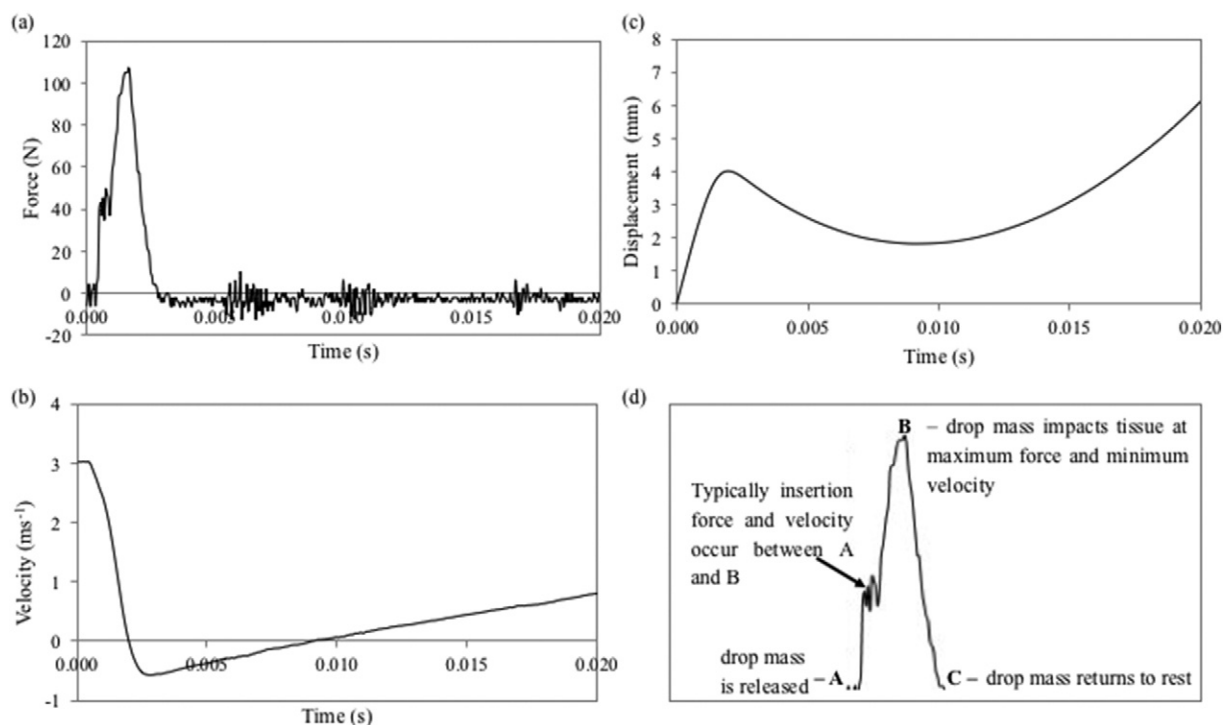 (a)
120
100
80
60
40
20
0
-20
Force (N)
0.000 0.005 0.010 0.015 0.020
Time (s)
(c)
8
7
6
5
4
3
2
1
0
Displacement (mm)
0.000 0.005 0.010 0.015 0.020
Time (s)
(b)
4
3
2
1
0
-1
Velocity (ms⁻¹)
0.000 0.005 0.010 0.015 0.020
Time (s)
(d)
B – drop mass impacts tissue at
maximum force and minimum
velocity
Typically insertion
force and velocity
occur between A
and B
drop mass
is released – A
C – drop mass returns to rest